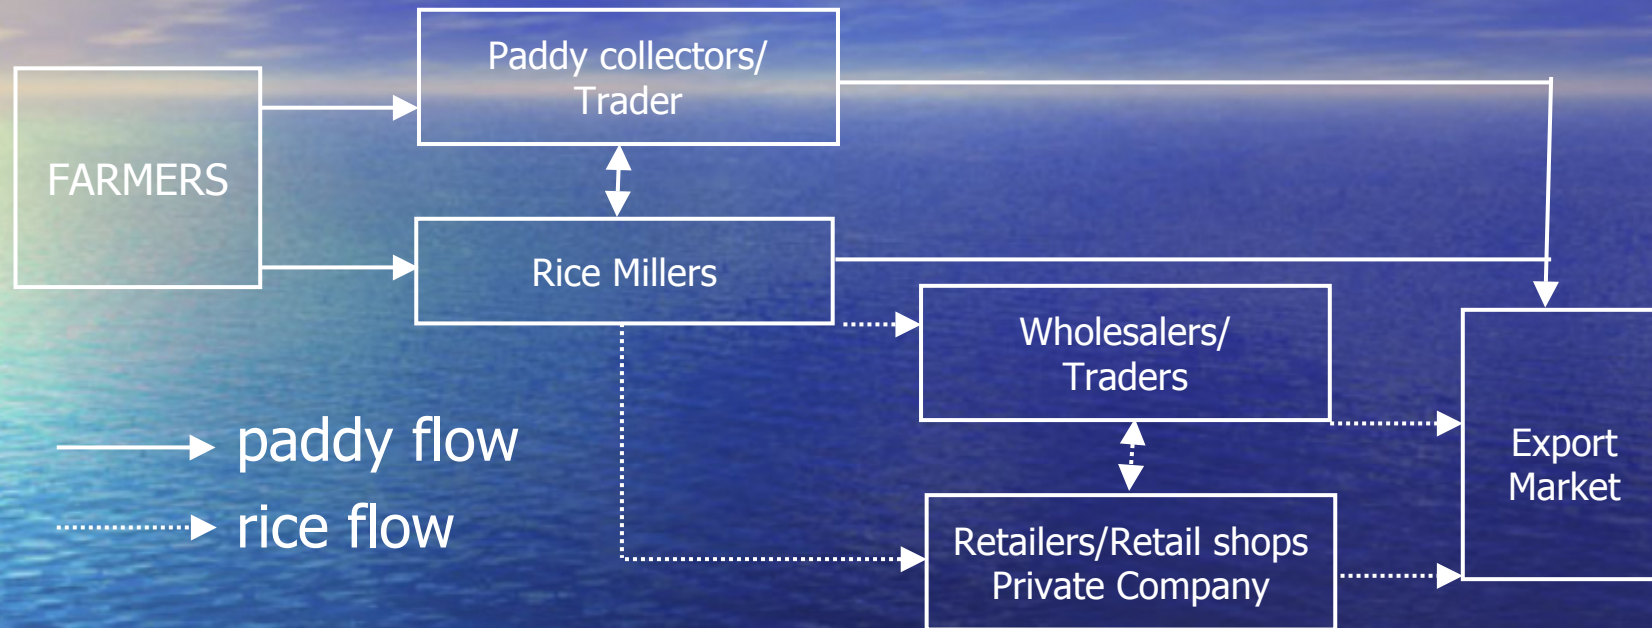 Paddy collectors/
Trader
FARMERS
Rice Millers
Wholesalers/
Traders
paddy flow
rice flow
Export
Market
Retailers/Retail shops
Private Company